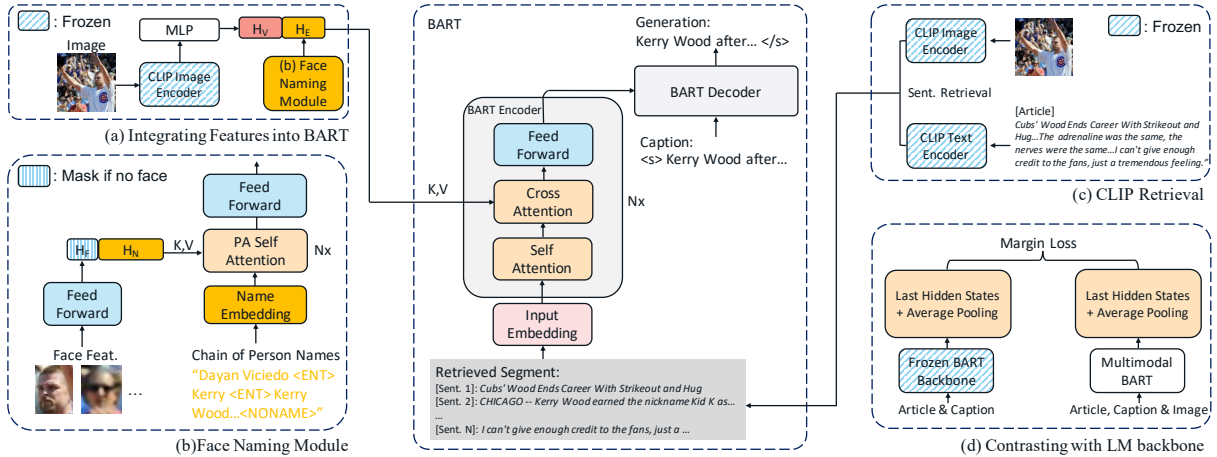 : Frozen
Image
MLP
H_V
H_E
CLIP Image
Encoder
(b) Face
Naming
Module
(a) Integrating Features into BART
: Mask if no face
Feed
Forward
H_F
H_N
K,V
PA Self
Attention
Nx
Feed
Forward
Name
Embedding
Face Feat.
Chain of Person Names
"Dayan Viciedo <ENT>
Kerry <ENT> Kerry
Wood...<NONAME>"
...
(b)Face Naming Module
BART
Generation:
Kerry Wood after... </s>
BART Decoder
Caption:
<s> Kerry Wood after...
BART Encoder
Feed
Forward
K,V
Cross
Attention
Nx
Self
Attention
Input
Embedding
Retrieved Segment:
[Sent. 1]: Cubs' Wood Ends Career With Strikeout and Hug
[Sent. 2]: CHICAGO -- Kerry Wood earned the nickname Kid K as...
...
[Sent. N]: I can't give enough credit to the fans, just a ...
CLIP Image
Encoder
: Frozen
Sent. Retrieval
CLIP Text
Encoder
[Article]
Cubs' Wood Ends Career With Strikeout and
Hug...The adrenaline was the same, the
nerves were the same...I can't give enough
credit to the fans, just a tremendous feeling."
(c) CLIP Retrieval
Margin Loss
Last Hidden States
+ Average Pooling
Last Hidden States
+ Average Pooling
Frozen BART
Backbone
Multimodal
BART
Article & Caption
Article, Caption & Image
(d) Contrasting with LM backbone